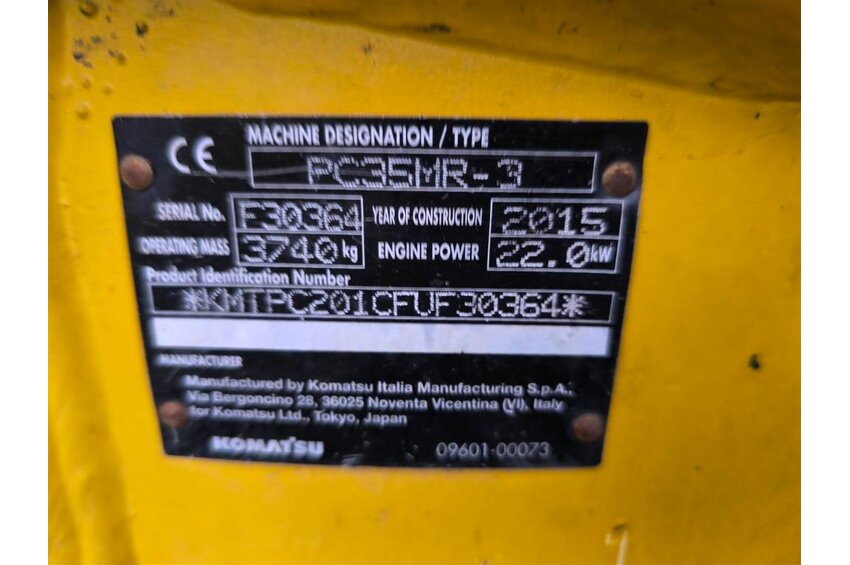 CE MACHINE DESIGNATION / TYPE
PC35MR-3
SERIAL No. F30364 YEAR OF CONSTRUCTION 2015
OPERATING MASS 3740 kg ENGINE POWER 22.0 kW
Product Identification Number
*KMTPC201CFUF30364*
MANUFACTURER
Manufactured by Komatsu Italia Manufacturing S.p.A.,
Via Bergoncino 28, 36025 Noventa Vicentina (VI), Italy
for Komatsu Ltd., Tokyo, Japan
KOMATSU 09601-00073